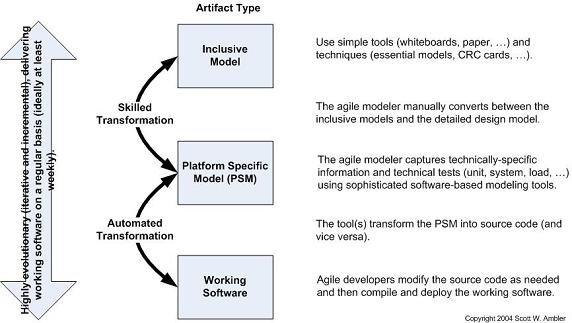 Artifact Type
Highly evolutionary (iterative and incremental), delivering
working software on a regular basis (ideally at least
weekly).
Inclusive
Model
Use simple tools (whiteboards, paper, …) and
techniques (essential models, CRC cards, …).
Skilled
Transformation
The agile modeler manually converts between the
inclusive models and the detailed design model.
Platform Specific
Model (PSM)
The agile modeler captures technically-specific
information and technical tests (unit, system, load, …)
using sophisticated software-based modeling tools.
Automated
Transformation
The tool(s) transform the PSM into source code (and
vice versa).
Working
Software
Agile developers modify the source code as needed
and then compile and deploy the working software.
Copyright 2004 Scott W. Ambler